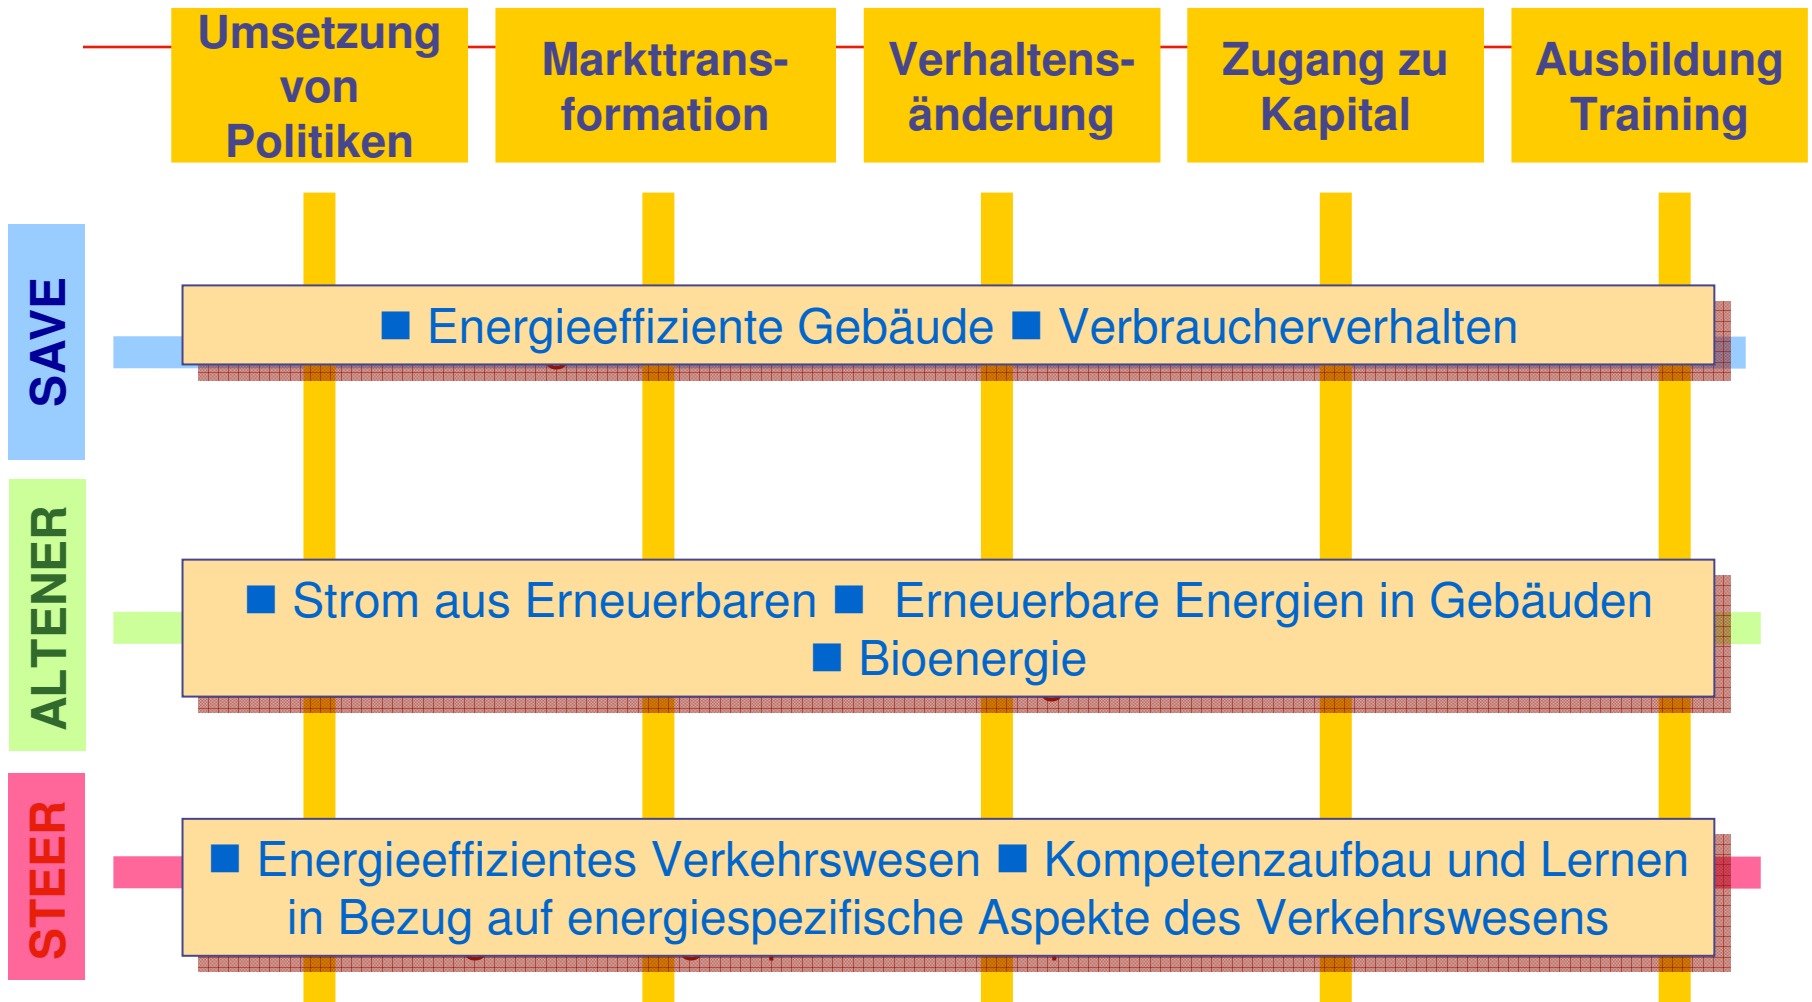 Umsetzung
von
Politiken
Markttrans-
formation
Verhaltens-
änderung
Zugang zu
Kapital
Ausbildung
Training
SAVE
■ Energieeffiziente Gebäude ■ Verbraucherverhalten
ALTENER
■ Strom aus Erneuerbaren ■ Erneuerbare Energien in Gebäuden
■ Bioenergie
STEER
■ Energieeffizientes Verkehrswesen ■ Kompetenzaufbau und Lernen
in Bezug auf energiespezifische Aspekte des Verkehrswesens